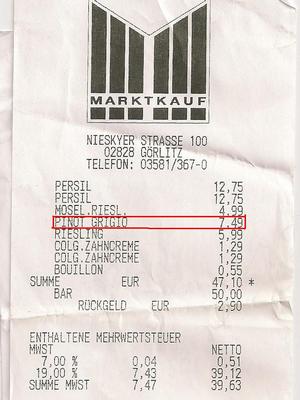 MARKTKAUF
NIESKYER STRASSE 100
02828 GÖRLITZ
TELEFON: 03581/367-0
PERSIL 12,75
PERSIL 12,75
MOSEL.RIESL. 4,99
PINOT GRIGIO 7,49
RIESLING 5,99
COLG.ZAHNCREME 1,29
COLG.ZAHNCREME 1,29
BOUILLON 0,55
SUMME EUR 47,10 *
BAR 50,00
RÜCKGELD EUR 2,90
ENTHALTENE MEHRWERTSTEUER
MWST NETTO
7,00 % 0,04 0,51
19,00 % 7,43 39,12
SUMME MWST 7,47 39,63